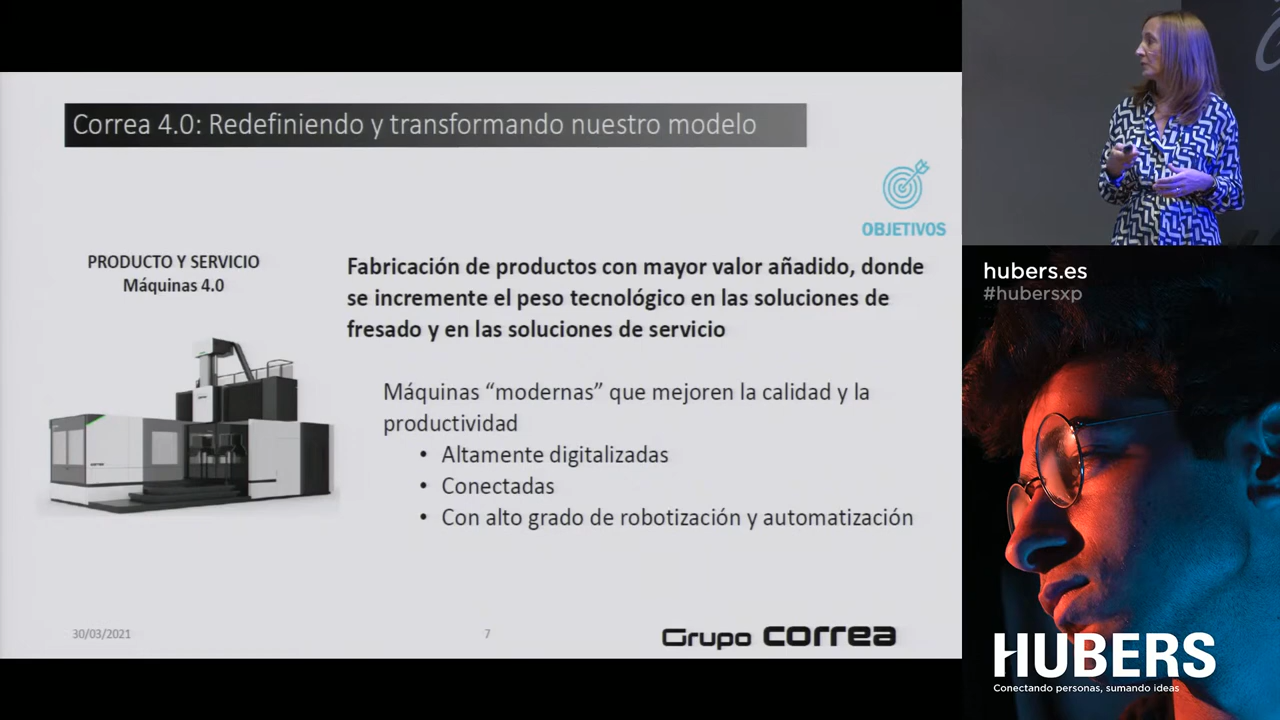 Correa 4.0: Redefiniendo y transformando nuestro modelo
OBJETIVOS
PRODUCTO Y SERVICIO
Máquinas 4.0
Fabricación de productos con mayor valor añadido, donde
se incremente el peso tecnológico en las soluciones de
fresado y en las soluciones de servicio
Máquinas “modernas” que mejoren la calidad y la
productividad
• Altamente digitalizadas
• Conectadas
• Con alto grado de robotización y automatización
30/03/2021
7
Grupo correa
hubers.es
#hubersxp
HUBERS
Conectando personas, sumando ideas